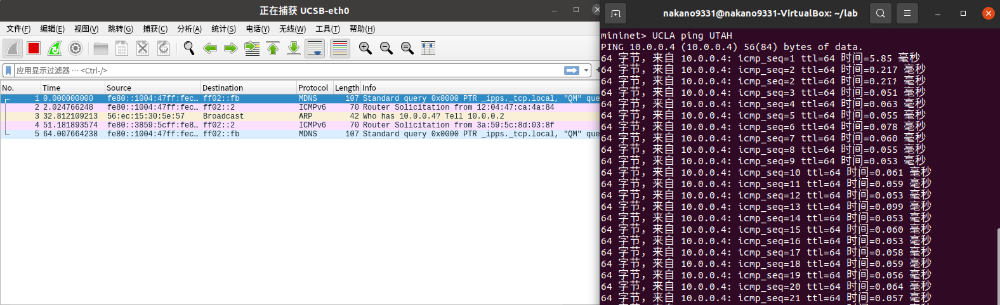 正在捕获 UCSB-eth0
文件(F) 编辑(E) 视图(V) 跳转(G) 捕获(C) 分析(A) 统计(S) 电话(Y) 无线(W) 工具(T) 帮助(H)
应用显示过滤器 … <Ctrl-/>
No. Time Source Destination Protocol Length Info
1 0.000000000 fe80::1004:47ff:fec… ff02::fb MDNS 107 Standard query 0x0000 PTR _ipps._tcp.local, "QM" que
2 2.024766248 fe80::1004:47ff:fec… ff02::2 ICMPv6 70 Router Solicitation from 12:04:47:ca:4a:84
3 32.812109213 56:ec:15:30:5e:57 Broadcast ARP 42 Who has 10.0.0.4? Tell 10.0.0.2
4 51.181893574 fe80::3859:5cff:fe8… ff02::2 ICMPv6 70 Router Solicitation from 3a:59:5c:8d:03:8f
5 64.007664238 fe80::1004:47ff:fec… ff02::fb MDNS 107 Standard query 0x0000 PTR _ipps._tcp.local, "QM" que
nakano9331@nakano9331-VirtualBox: ~/lab
mininet> UCLA ping UTAH
PING 10.0.0.4 (10.0.0.4) 56(84) bytes of data.
64 字节，来自 10.0.0.4: icmp_seq=1 ttl=64 时间=5.85 毫秒
64 字节，来自 10.0.0.4: icmp_seq=2 ttl=64 时间=0.217 毫秒
64 字节，来自 10.0.0.4: icmp_seq=2 ttl=64 时间=0.217 毫秒
64 字节，来自 10.0.0.4: icmp_seq=3 ttl=64 时间=0.051 毫秒
64 字节，来自 10.0.0.4: icmp_seq=4 ttl=64 时间=0.063 毫秒
64 字节，来自 10.0.0.4: icmp_seq=5 ttl=64 时间=0.055 毫秒
64 字节，来自 10.0.0.4: icmp_seq=6 ttl=64 时间=0.078 毫秒
64 字节，来自 10.0.0.4: icmp_seq=7 ttl=64 时间=0.060 毫秒
64 字节，来自 10.0.0.4: icmp_seq=8 ttl=64 时间=0.055 毫秒
64 字节，来自 10.0.0.4: icmp_seq=9 ttl=64 时间=0.053 毫秒
64 字节，来自 10.0.0.4: icmp_seq=10 ttl=64 时间=0.061 毫秒
64 字节，来自 10.0.0.4: icmp_seq=11 ttl=64 时间=0.059 毫秒
64 字节，来自 10.0.0.4: icmp_seq=12 ttl=64 时间=0.053 毫秒
64 字节，来自 10.0.0.4: icmp_seq=13 ttl=64 时间=0.099 毫秒
64 字节，来自 10.0.0.4: icmp_seq=14 ttl=64 时间=0.053 毫秒
64 字节，来自 10.0.0.4: icmp_seq=15 ttl=64 时间=0.060 毫秒
64 字节，来自 10.0.0.4: icmp_seq=16 ttl=64 时间=0.053 毫秒
64 字节，来自 10.0.0.4: icmp_seq=17 ttl=64 时间=0.058 毫秒
64 字节，来自 10.0.0.4: icmp_seq=18 ttl=64 时间=0.059 毫秒
64 字节，来自 10.0.0.4: icmp_seq=19 ttl=64 时间=0.056 毫秒
64 字节，来自 10.0.0.4: icmp_seq=20 ttl=64 时间=0.064 毫秒
64 字节，来自 10.0.0.4: icmp_seq=21 ttl=64 时间=0.057 毫秒